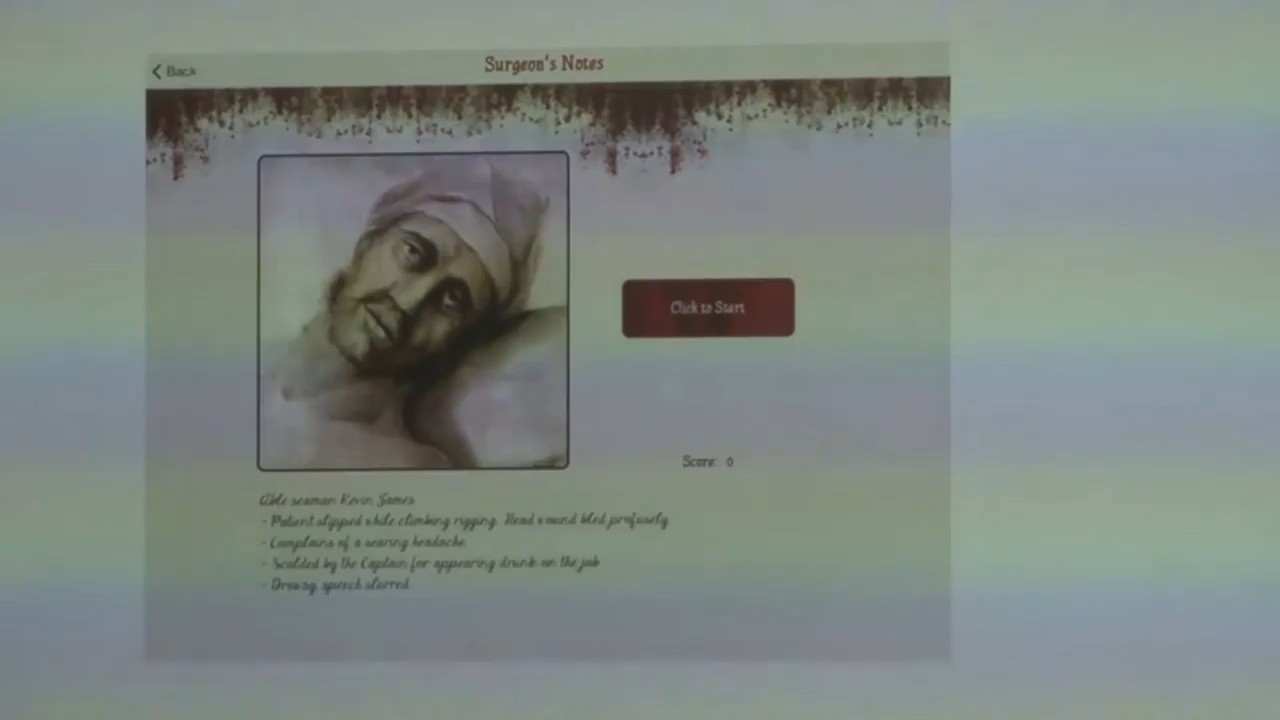 Back
Surgeon's Notes
Click to Start
Score: 0
Able seaman Kevin James
- Patient slipped while climbing rigging. Head wound bled profusely
- Complains of a searing headache
- Scolded by the Captain for appearing drunk on the job
- Drowsy, speech slurred